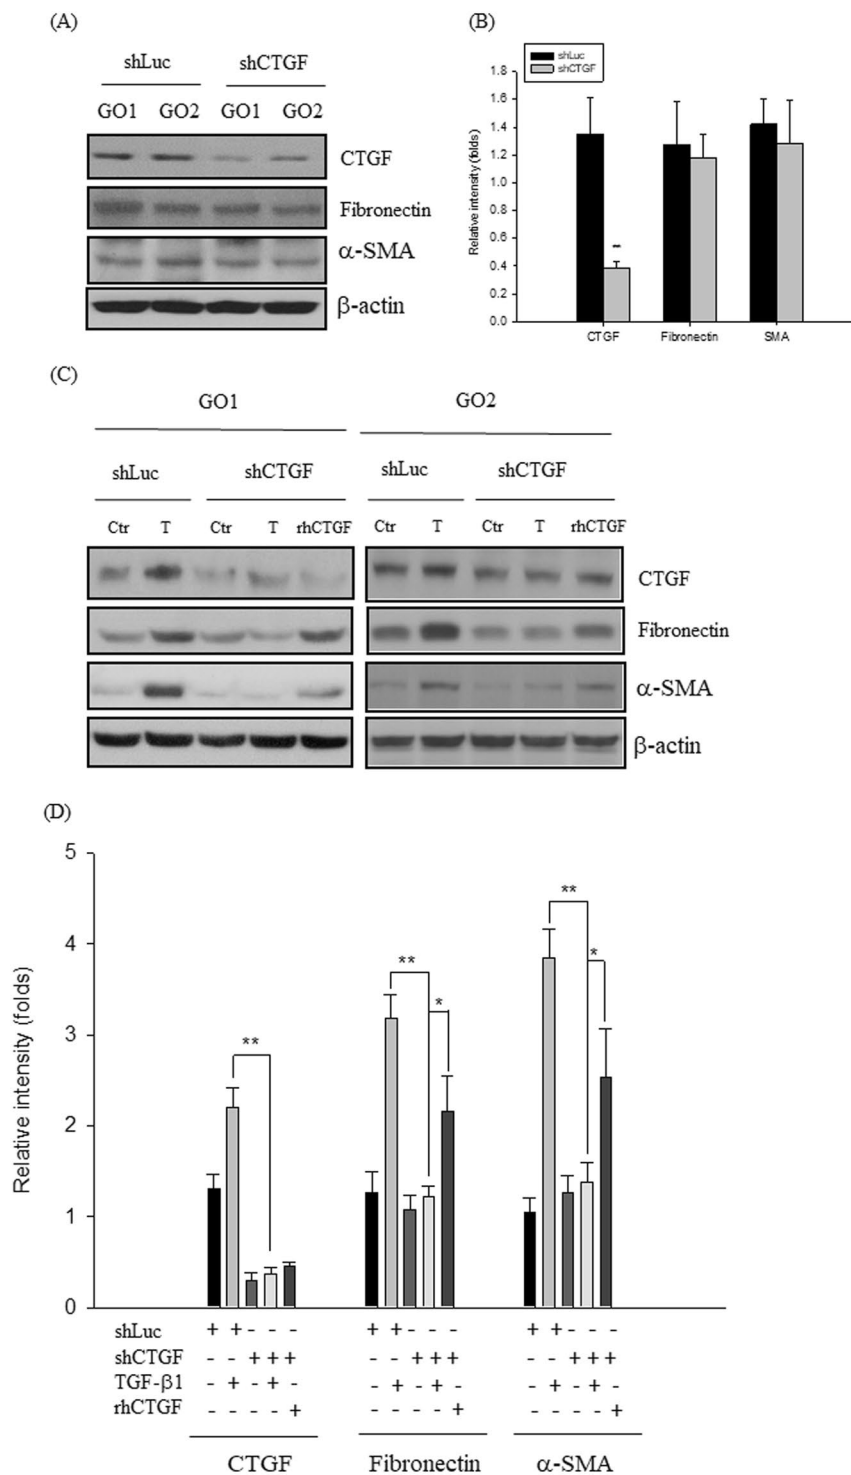 (A)
shLuc shCTGF
GO1 GO2 GO1 GO2
CTGF
Fibronectin
α-SMA
β-actin
(B)
shLuc
shCTGF
Relative intensity (folds)
1.8
1.6
1.4
1.2
1.0
0.8
0.6
0.4
0.2
0.0
**
CTGF Fibronectin SMA
(C)
GO1 GO2
shLuc shCTGF shLuc shCTGF
Ctr T Ctr T rhCTGF Ctr T Ctr T rhCTGF
CTGF
Fibronectin
α-SMA
β-actin
(D)
Relative intensity (folds)
5
4
3
2
1
0
** ** * ** *
shLuc + + - - - + + - - - + + - - -
shCTGF - - + + + - - + + + - - + + +
TGF-β1 - + - + - - + - + - - + - + -
rhCTGF - - - - + - - - - + - - - - +
CTGF Fibronectin α-SMA